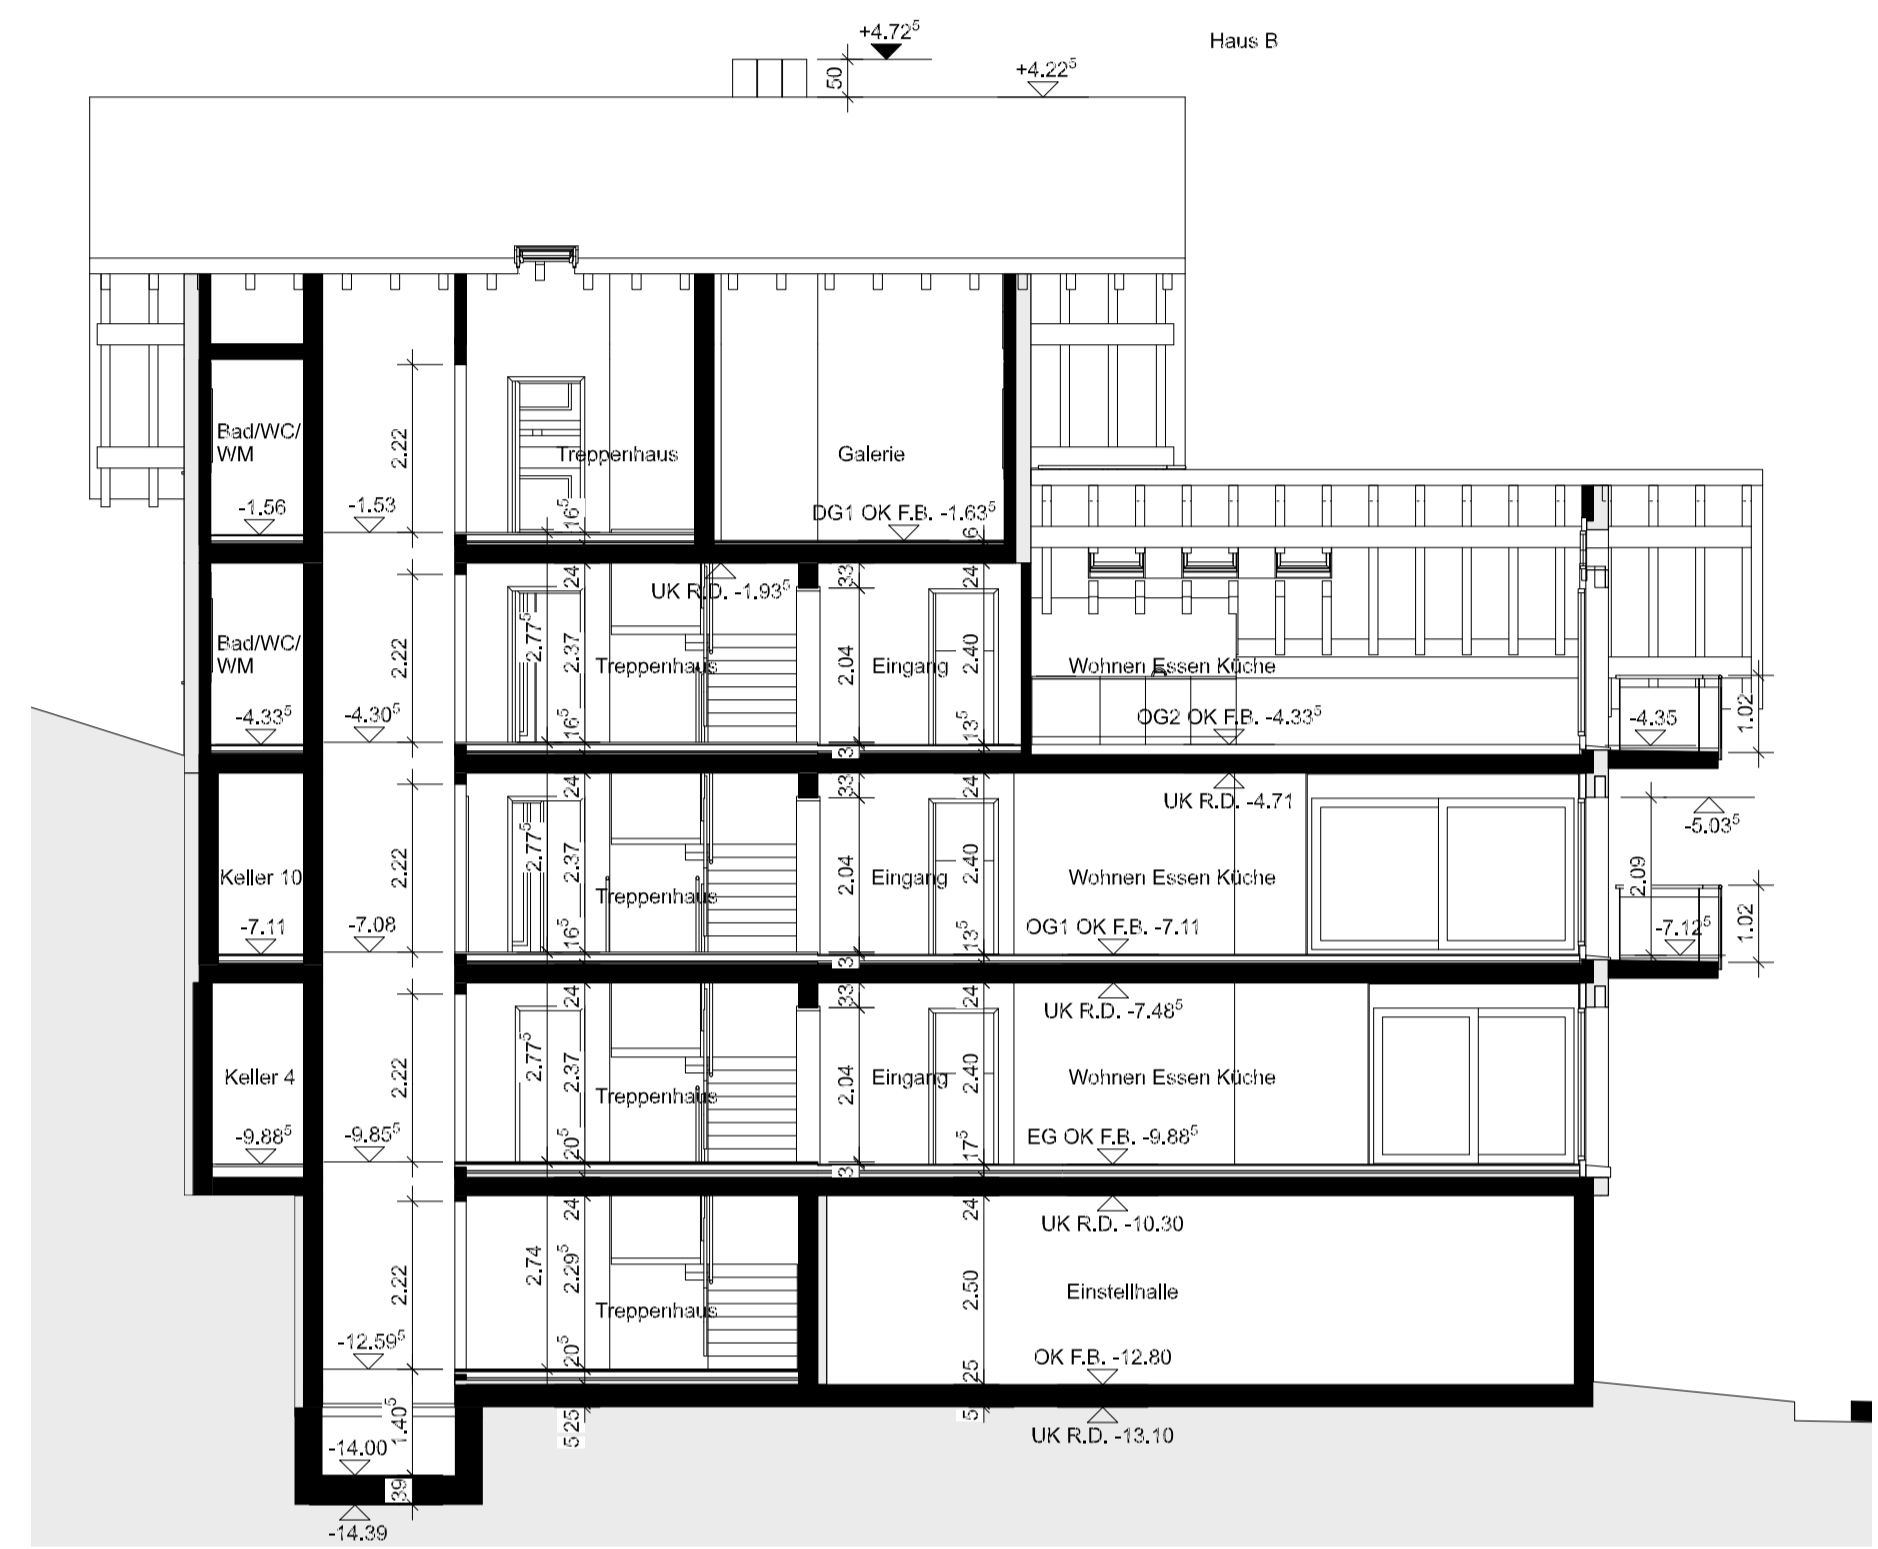 +4.72⁵
Haus B
50
+4.22⁵
Bad/WC/
WM
2.22
Treppenhaus
Galerie
-1.56
-1.53
16⁵
DG1 OK F.B. -1.63⁵
6
24
UK R.D. -1.93⁵
33
24
Bad/WC/
WM
2.22
2.77⁵
2.37
Treppenhaus
2.04
Eingang
2.40
Wohnen Essen Küche
-4.33⁵
-4.30⁵
16⁵
13⁵
OG2 OK F.B. -4.33⁵
-4.35
1.02
3
24
33
24
UK R.D. -4.71
-5.03⁵
Keller 10
2.22
2.77⁵
2.37
Treppenhaus
2.04
Eingang
2.40
Wohnen Essen Küche
2.09
-7.11
-7.08
16⁵
13⁵
OG1 OK F.B. -7.11
-7.12⁵
1.02
3
24
33
24
UK R.D. -7.48⁵
Keller 4
2.22
2.77⁵
2.37
Treppenhaus
2.04
Eingang
2.40
Wohnen Essen Küche
-9.88⁵
-9.85⁵
20⁵
17⁵
EG OK F.B. -9.88⁵
3
24
24
UK R.D. -10.30
2.22
2.74
2.29⁵
Treppenhaus
2.50
Einstellhalle
-12.59⁵
20⁵
OK F.B. -12.80
25
1.40⁵
525
5
UK R.D. -13.10
-14.00
39
-14.39